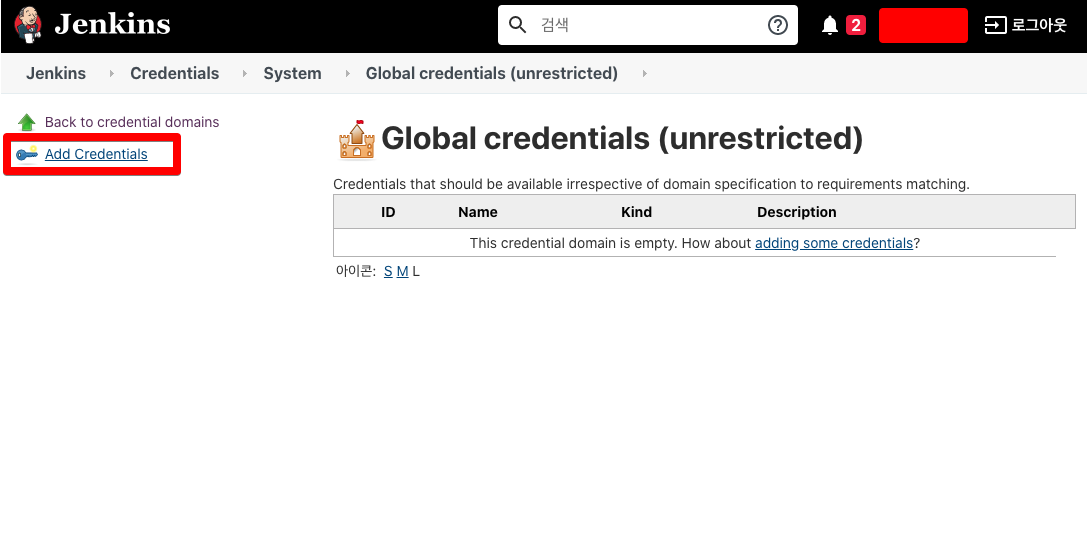 Jenkins 검색 2 로그아웃
Jenkins Credentials System Global credentials (unrestricted)
Back to credential domains
Add Credentials
Global credentials (unrestricted)
Credentials that should be available irrespective of domain specification to requirements matching.
ID Name Kind Description
This credential domain is empty. How about adding some credentials?
아이콘: S M L